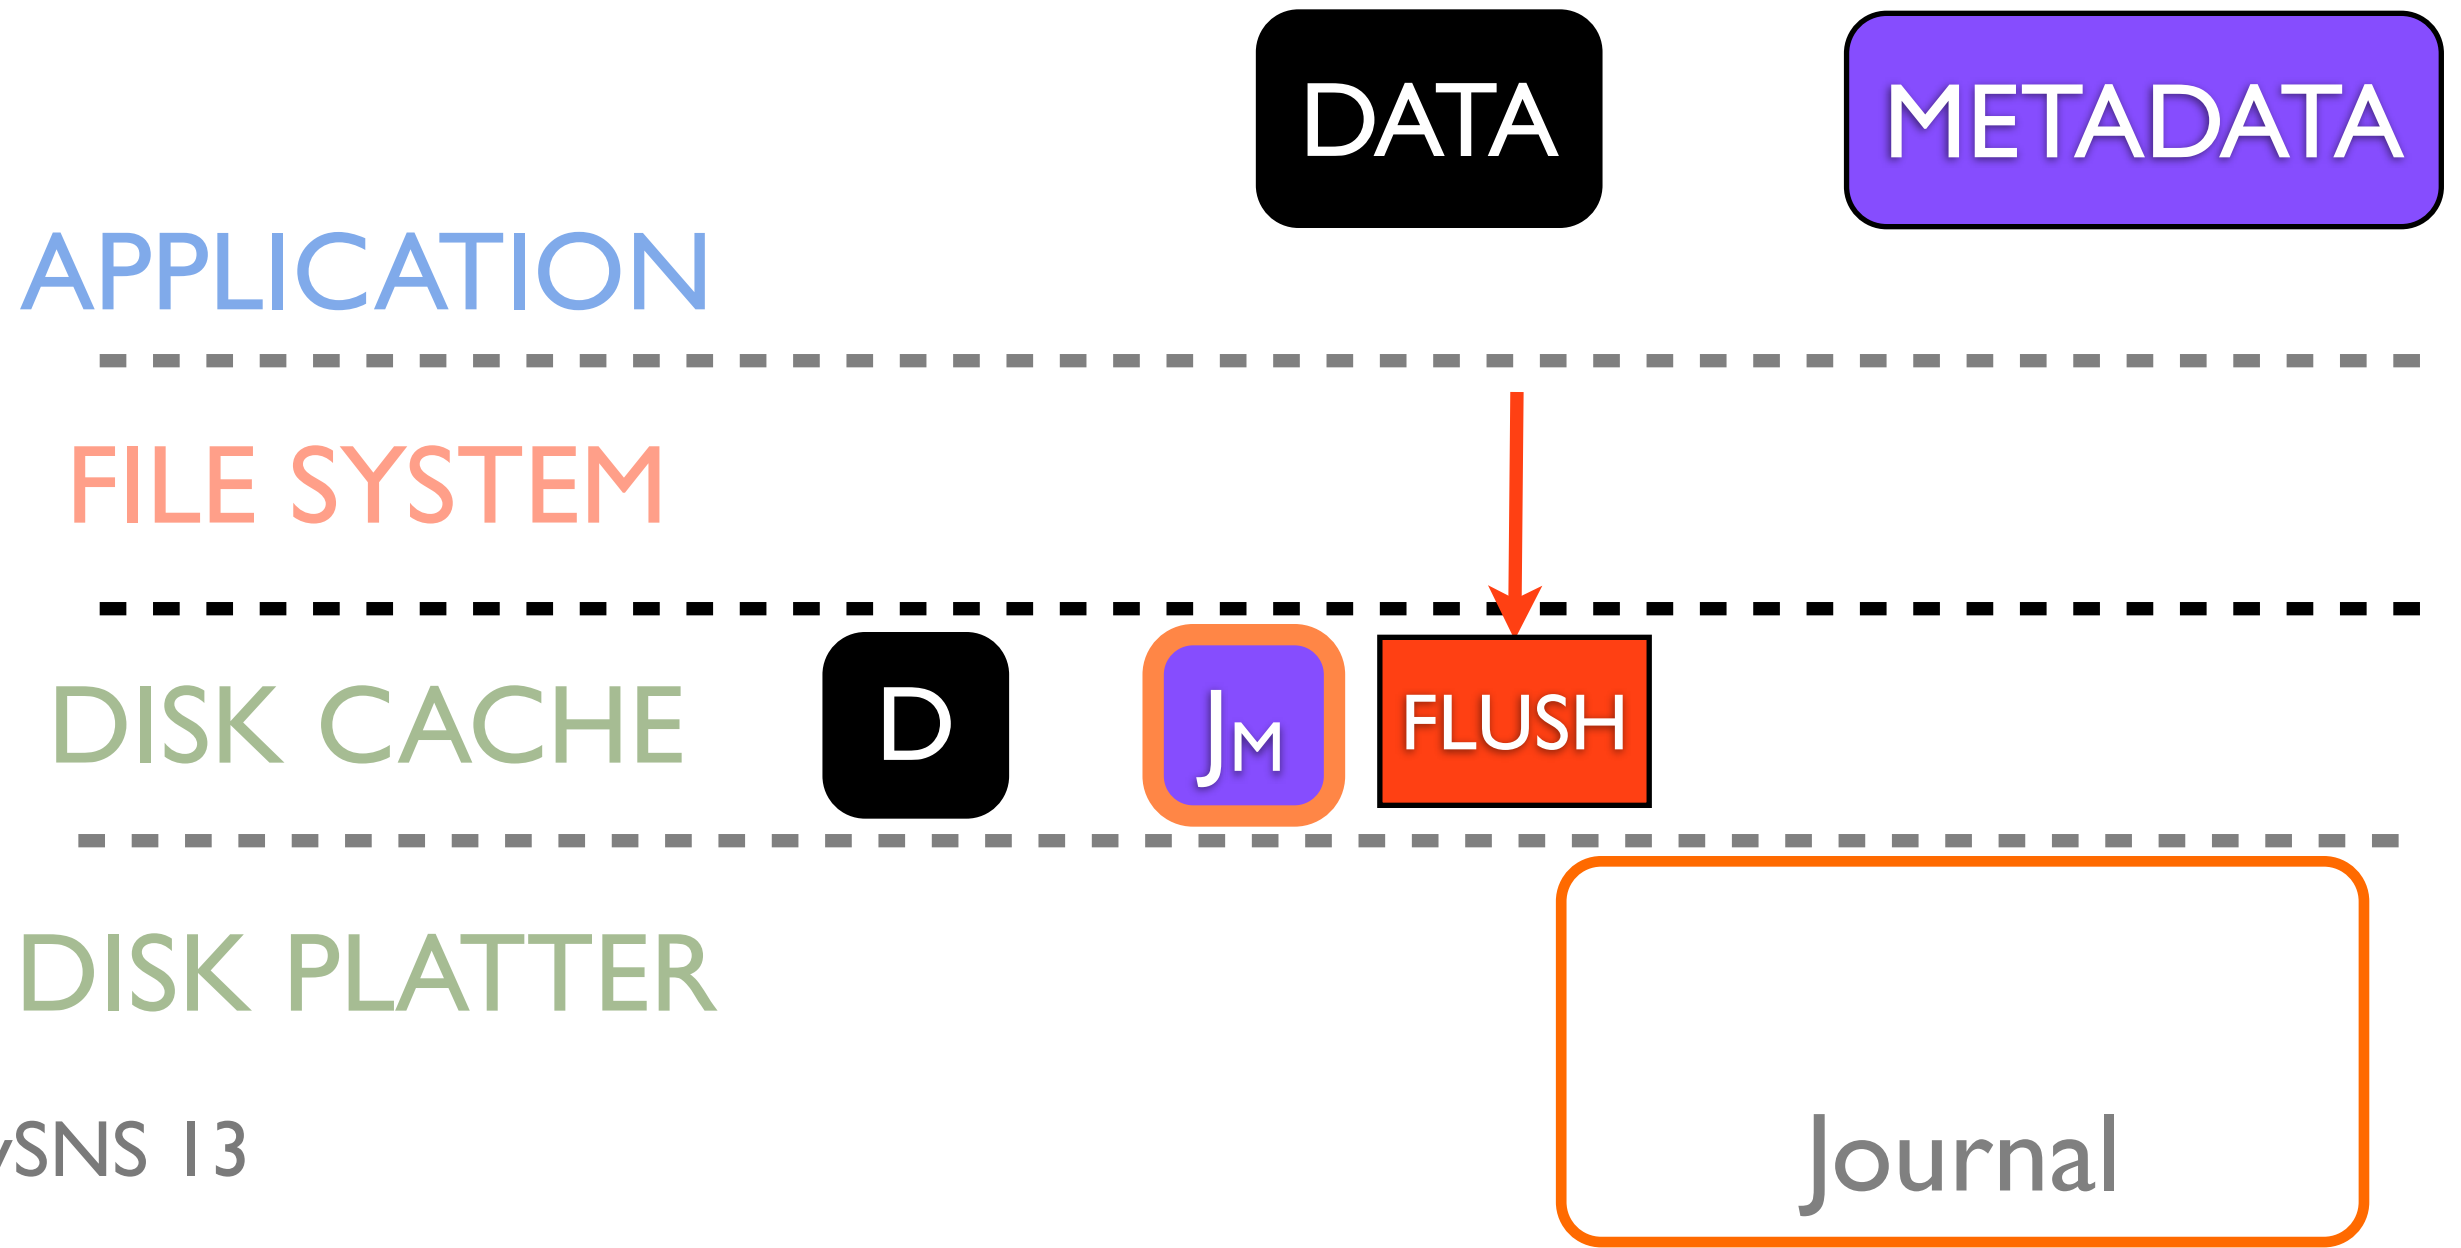 DATA METADATA
APPLICATION
FILE SYSTEM
DISK CACHE D JM FLUSH
DISK PLATTER
SNS 13
Journal